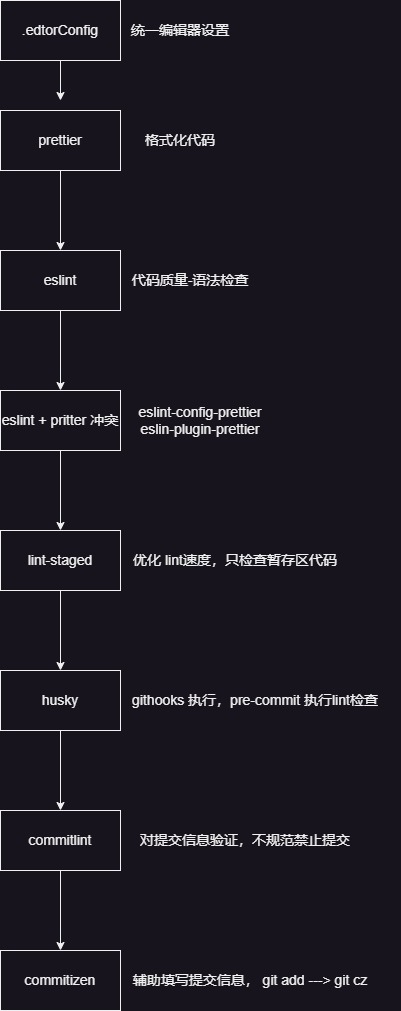 .edtorConfig 统一编辑器设置
prettier 格式化代码
eslint 代码质量-语法检查
eslint + pritter 冲突 eslint-config-prettier
eslin-plugin-prettier
lint-staged 优化 lint速度，只检查暂存区代码
husky githooks 执行，pre-commit 执行lint检查
commitlint 对提交信息验证，不规范禁止提交
commitizen 辅助填写提交信息， git add ---> git cz